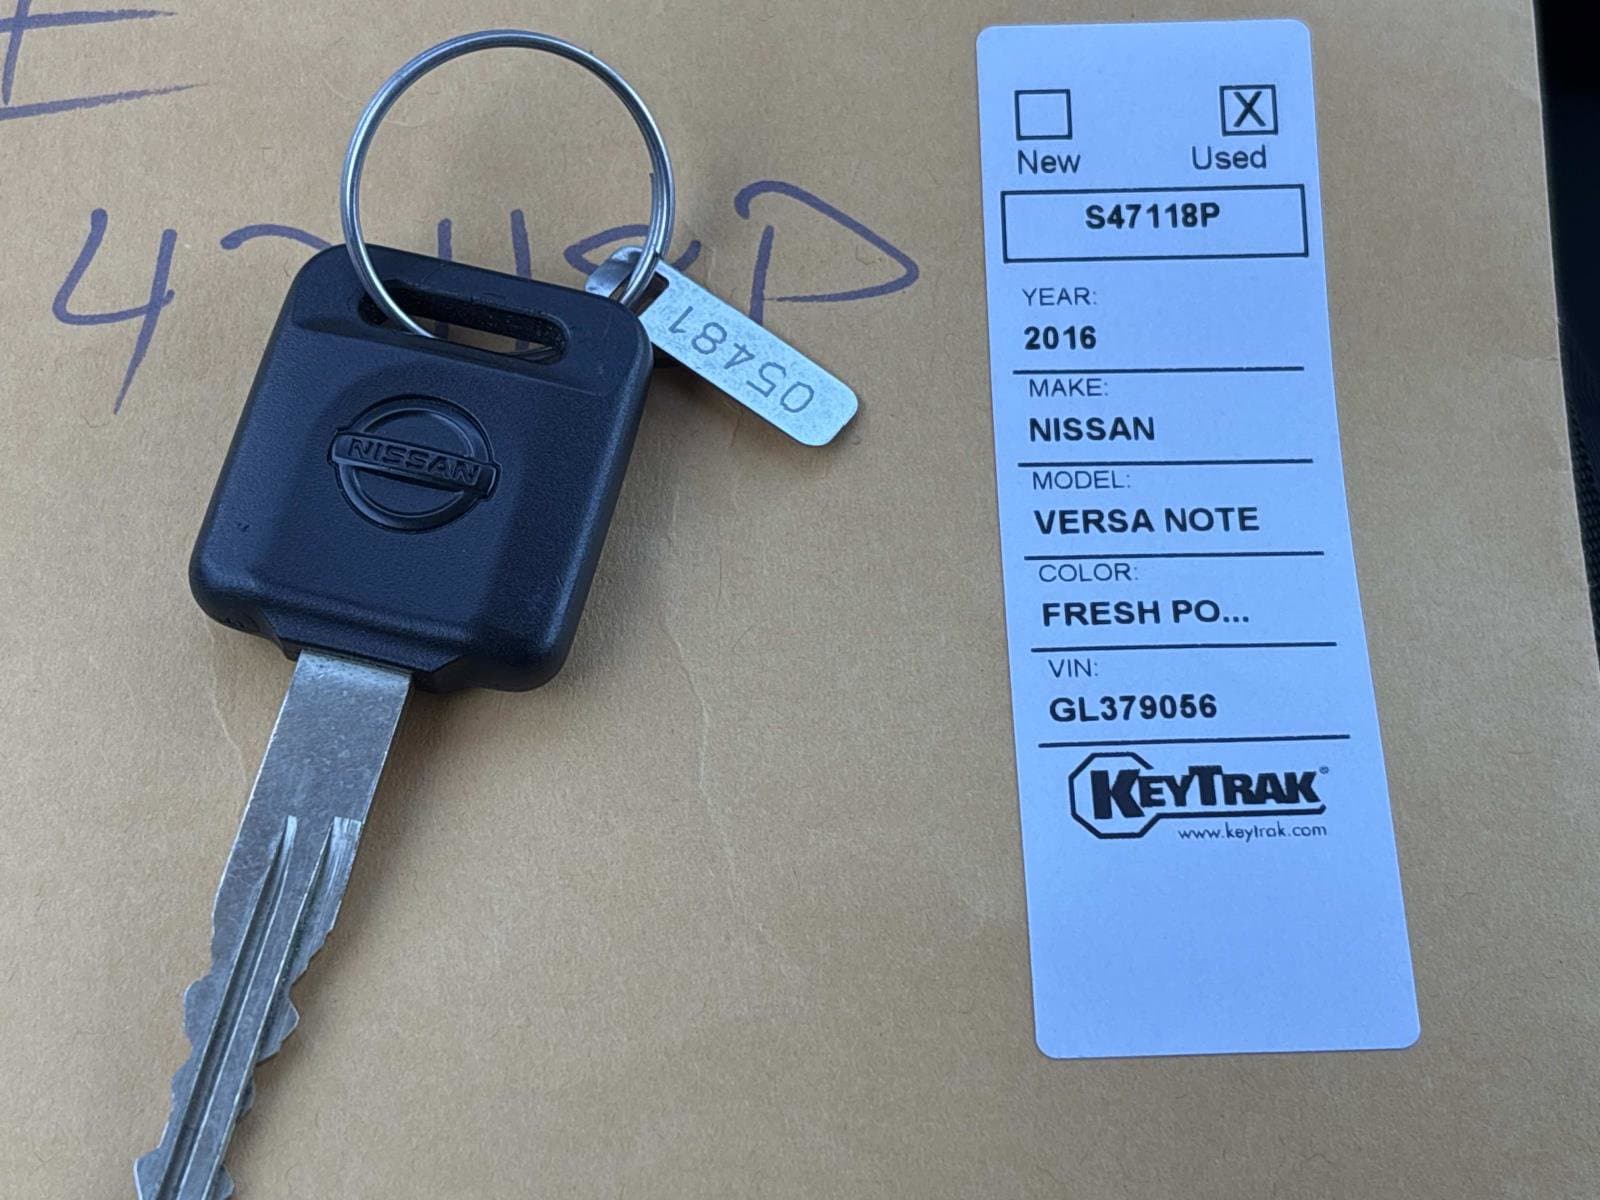 NISSAN
05481
New
X
Used
S47118P
YEAR:
2016
MAKE:
NISSAN
MODEL:
VERSA NOTE
COLOR:
FRESH PO...
VIN:
GL379056
KEYTRAK®
www.keytrak.com